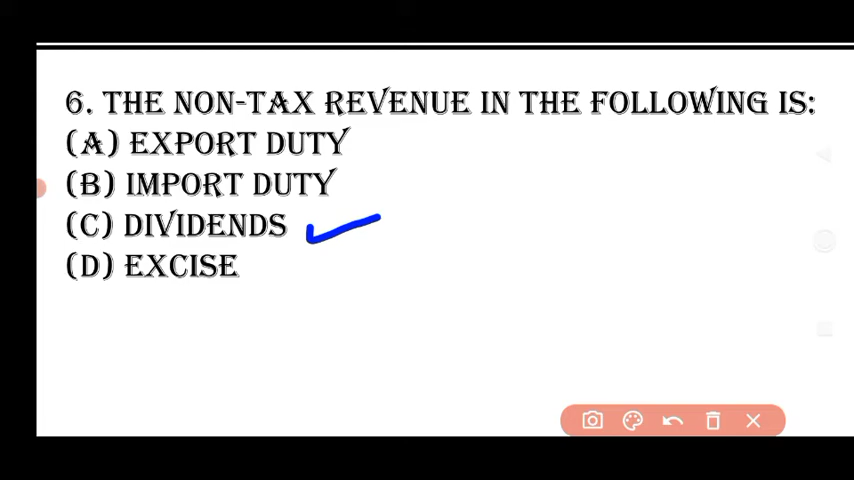 6. THE NON-TAX REVENUE IN THE FOLLOWING IS:
(A) EXPORT DUTY
(B) IMPORT DUTY
(C) DIVIDENDS
(D) EXCISE